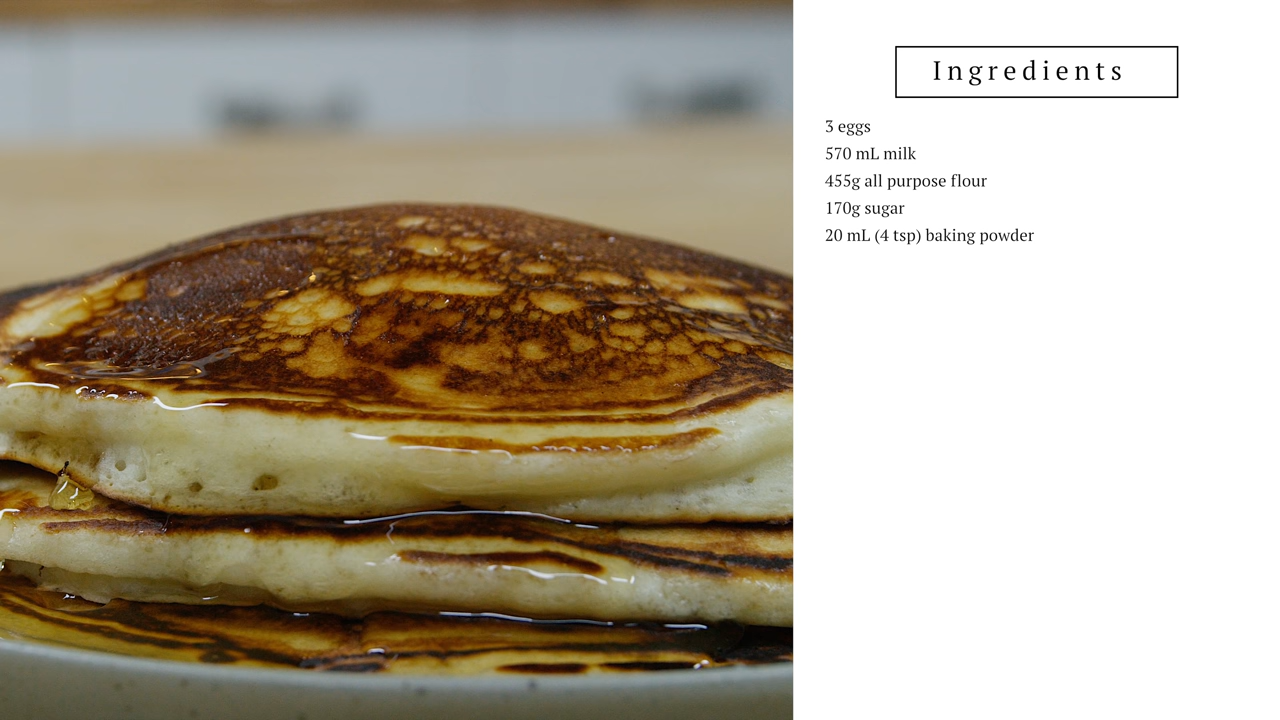 Ingredients
3 eggs
570 mL milk
455g all purpose flour
170g sugar
20 mL (4 tsp) baking powder